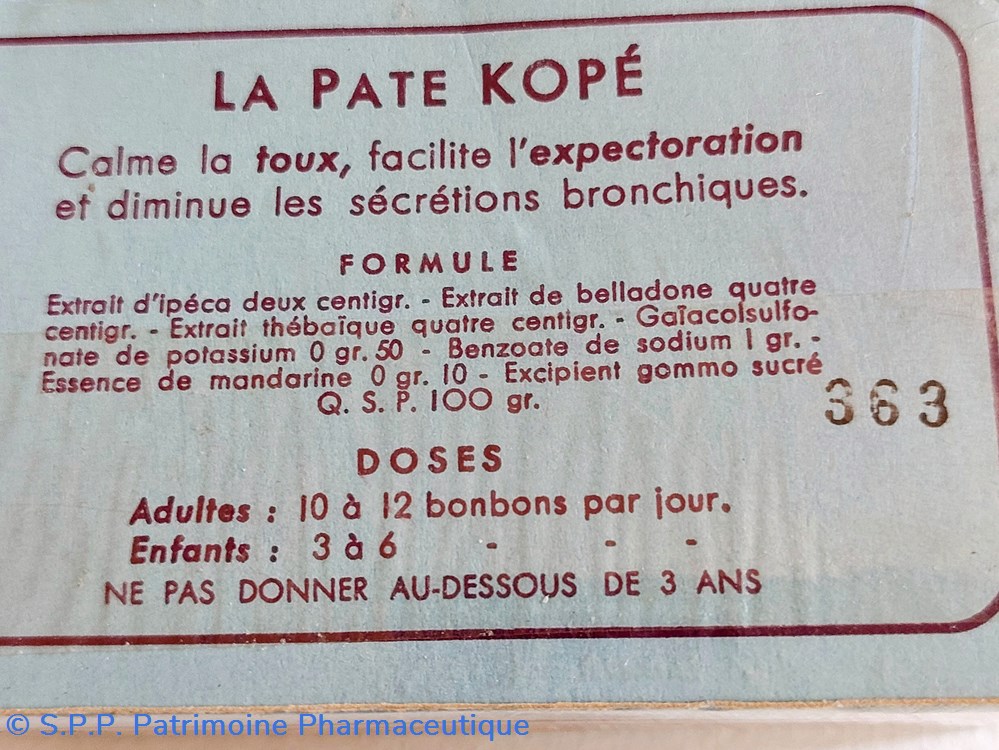 LA PATE KOPÉ
Calme la toux, facilite l'expectoration
et diminue les sécrétions bronchiques.
FORMULE
Extrait d'ipéca deux centigr. - Extrait de belladone quatre
centigr. - Extrait thébaïque quatre centigr. - Gaïacolsulfo-
nate de potassium 0 gr. 50 - Benzoate de sodium 1 gr. -
Essence de mandarine 0 gr. 10 - Excipient gommo sucré
Q. S. P. 100 gr.
363
DOSES
Adultes : 10 à 12 bonbons par jour.
Enfants : 3 à 6 - - -
NE PAS DONNER AU-DESSOUS DE 3 ANS
© S.P.P. Patrimoine Pharmaceutique